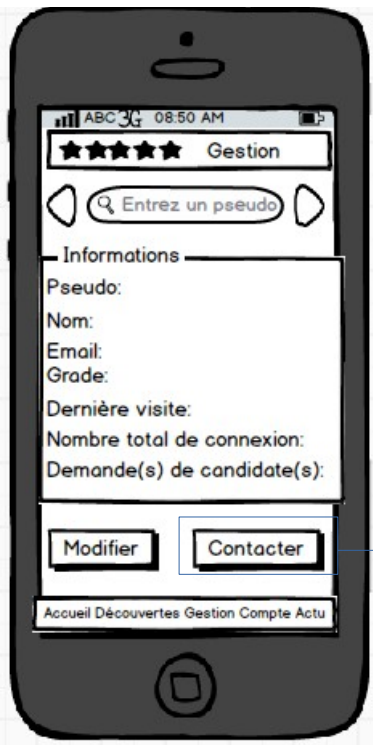 ABC 3G 08:50 AM
★★★★★ Gestion
Entrez un pseudo
Informations
Pseudo:
Nom:
Email:
Grade:
Dernière visite:
Nombre total de connexion:
Demande(s) de candidate(s):
Modifier Contacter
Accueil Découvertes Gestion Compte Actu